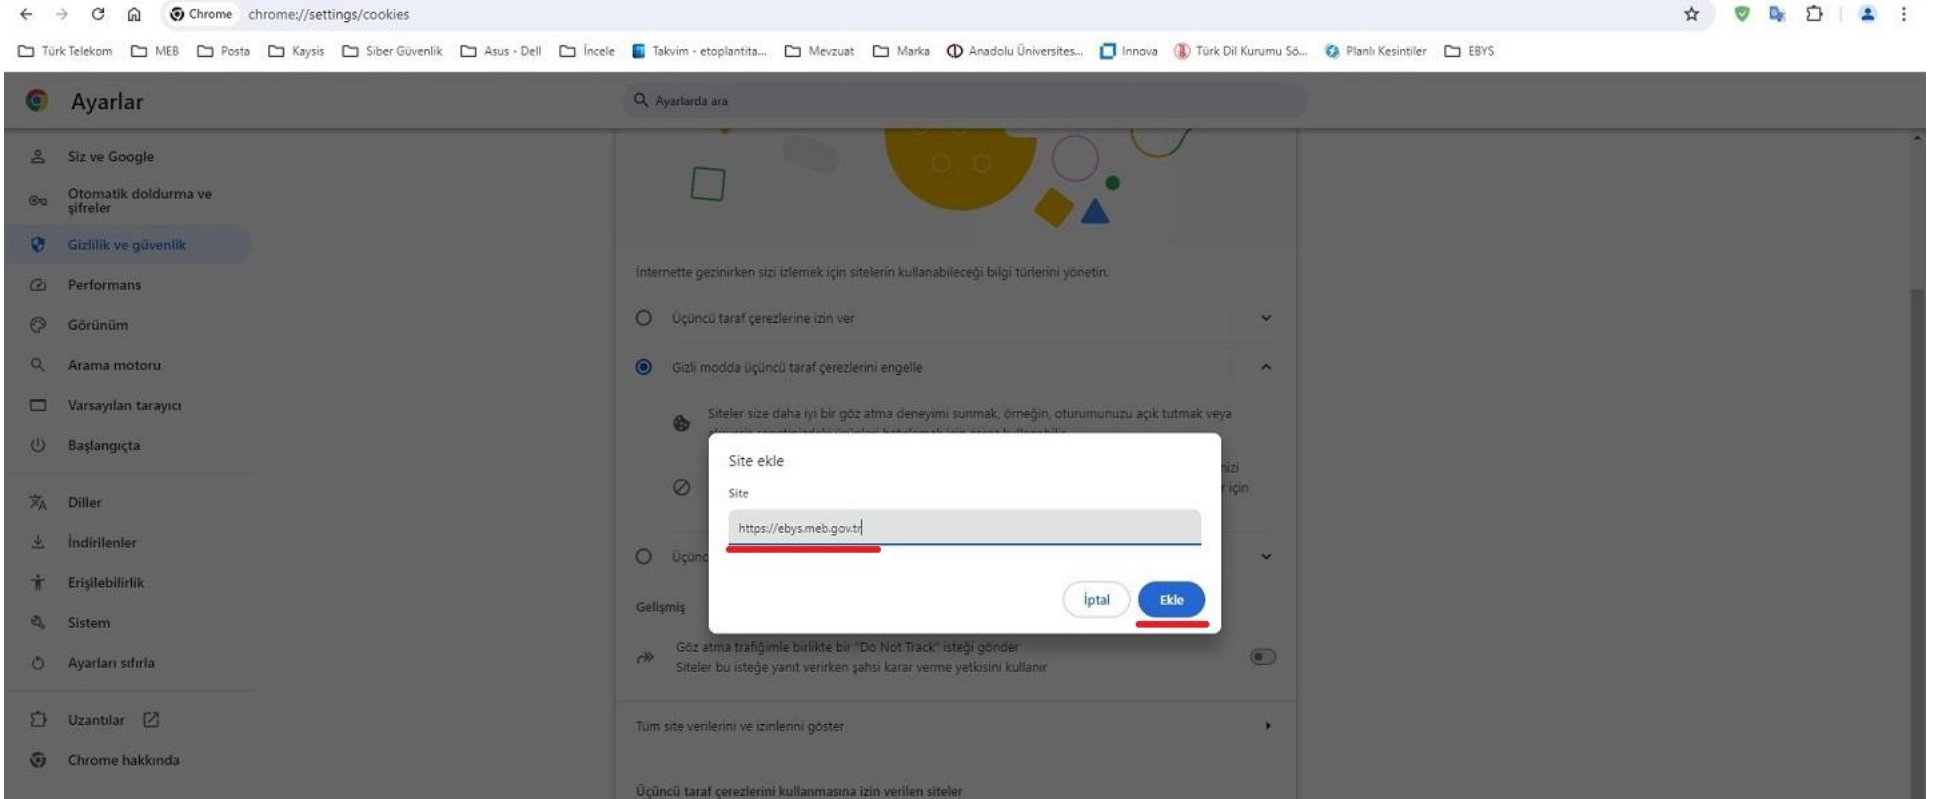 Chrome chrome://settings/cookies
Türk Telekom MEB Posta Kaysis Siber Güvenlik Asus - Dell İncele Takvim - etoplantita... Mevzuat Marka Anadolu Üniversites... Innova Türk Dil Kurumu Sö... Planlı Kesintiler EBYS
Ayarlar
Ayarlarda ara
Siz ve Google
Otomatik doldurma ve
şifreler
Gizlilik ve güvenlik
Performans
Görünüm
Arama motoru
Varsayılan tarayıcı
Başlangıçta
Diller
İndirilenler
Erişilebilirlik
Sistem
Ayarları sıfırla
Uzantılar
Chrome hakkında
İnternette gezinirken sizi izlemek için sitelerin kullanabileceği bilgi türlerini yönetin.
Üçüncü taraf çerezlerine izin ver
Gizli modda üçüncü taraf çerezlerini engelle
Siteler size daha iyi bir göz atma deneyimi sunmak, örneğin, oturumunuzu açık tutmak veya
Site ekle
Site
https://ebys.meb.gov.tr
İptal Ekle
Gelişmiş
Göz atma trafiğimle birlikte bir "Do Not Track" isteği gönder
Siteler bu isteğe yanıt verirken şahsi karar verme yetkisini kullanır
Tüm site verilerini ve izinlerini göster
Üçüncü taraf çerezlerini kullanmasına izin verilen siteler